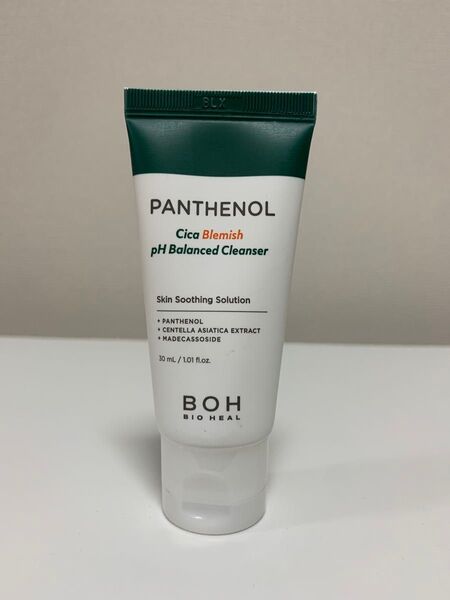 8LX
PANTHENOL
Cica Blemish
pH Balanced Cleanser
Skin Soothing Solution
+ PANTHENOL
+ CENTELLA ASIATICA EXTRACT
+ MADECASSOSIDE
30 mL / 1.01 fl.oz.
BOH
BIO HEAL